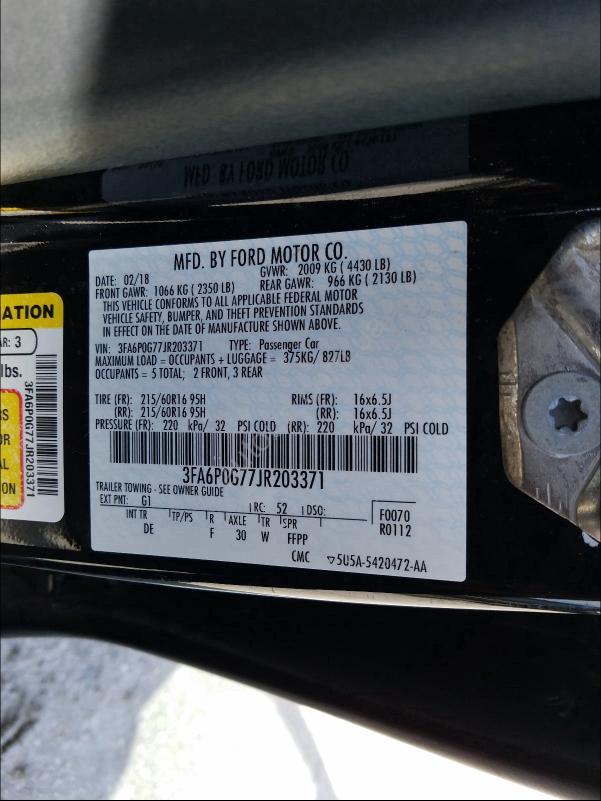 MFD. BY FORD MOTOR CO.
MFD. BY FORD MOTOR CO.
DATE: 02/18 GVWR: 2009 KG ( 4430 LB)
FRONT GAWR: 1066 KG ( 2350 LB) REAR GAWR: 966 KG ( 2130 LB)
THIS VEHICLE CONFORMS TO ALL APPLICABLE FEDERAL MOTOR
VEHICLE SAFETY, BUMPER, AND THEFT PREVENTION STANDARDS
IN EFFECT ON THE DATE OF MANUFACTURE SHOWN ABOVE.
VIN: 3FA6P0G77JR203371 TYPE: Passenger Car
MAXIMUM LOAD = OCCUPANTS + LUGGAGE = 375KG/ 827LB
OCCUPANTS = 5 TOTAL; 2 FRONT, 3 REAR
TIRE (FR): 215/60R16 95H RIMS (FR): 16x6.5J
(RR): 215/60R16 95H (RR): 16x6.5J
PRESSURE (FR): 220 kPa/ 32 PSI COLD (RR): 220 kPa/ 32 PSI COLD
3FA6P0G77JR203371
TRAILER TOWING - SEE OWNER GUIDE
EXT PNT: G1 RC: 52 DSO: F0070
INT TR TP/PS R AXLE TR SPR R0112
DE F 30 W FFPP
CMC ▽5U5A-5420472-AA
AR: 3
lbs.
3FA6P0G77JR203371